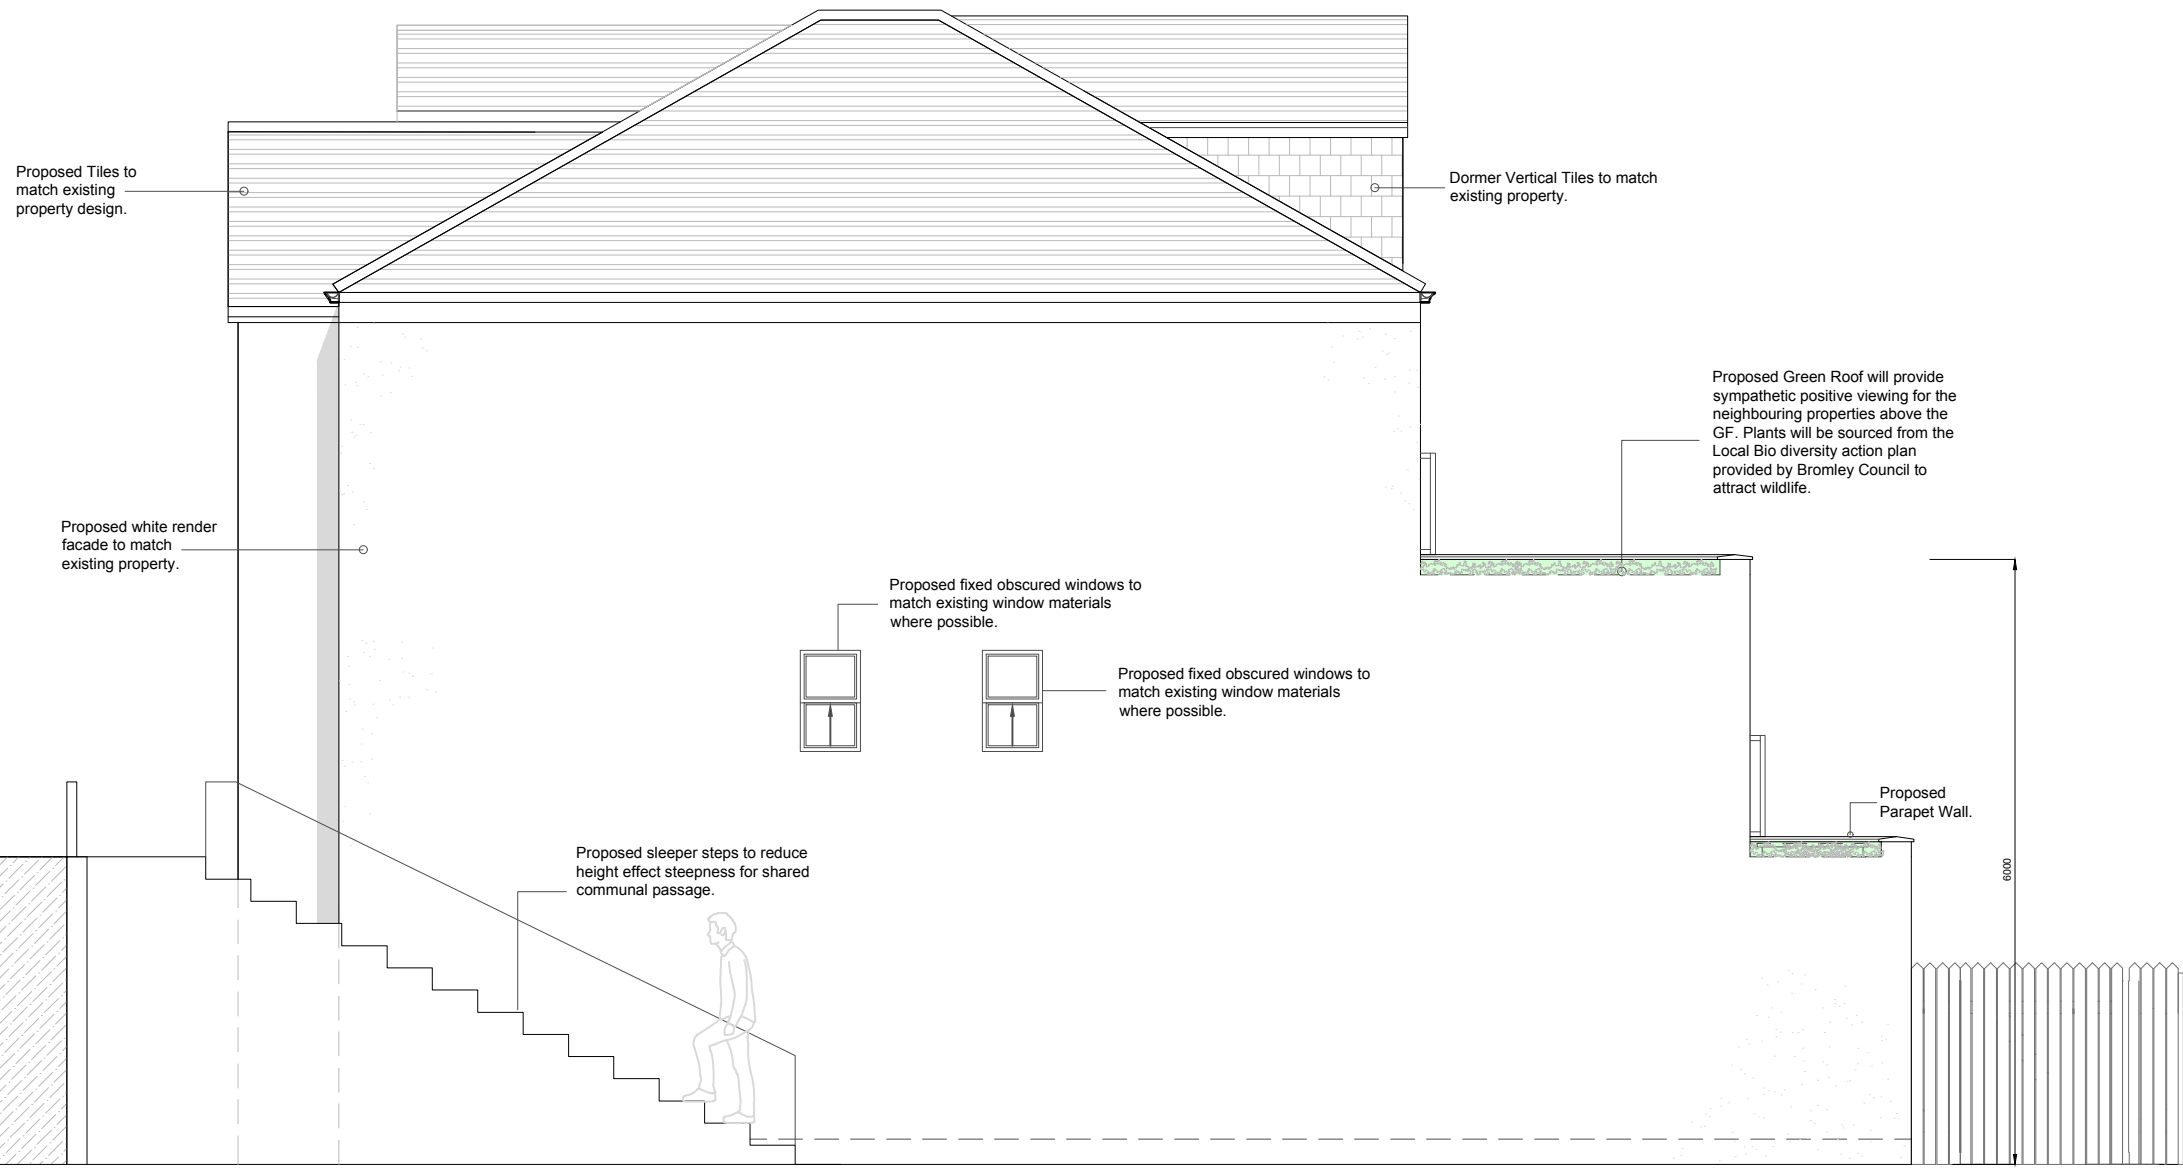 Proposed Tiles to
match existing
property design.
Dormer Vertical Tiles to match
existing property.
Proposed Green Roof will provide
sympathetic positive viewing for the
neighbouring properties above the
GF. Plants will be sourced from the
Local Bio diversity action plan
provided by Bromley Council to
attract wildlife.
Proposed white render
facade to match
existing property.
Proposed fixed obscured windows to
match existing window materials
where possible.
Proposed fixed obscured windows to
match existing window materials
where possible.
Proposed
Parapet Wall.
Proposed sleeper steps to reduce
height effect steepness for shared
communal passage.
6000